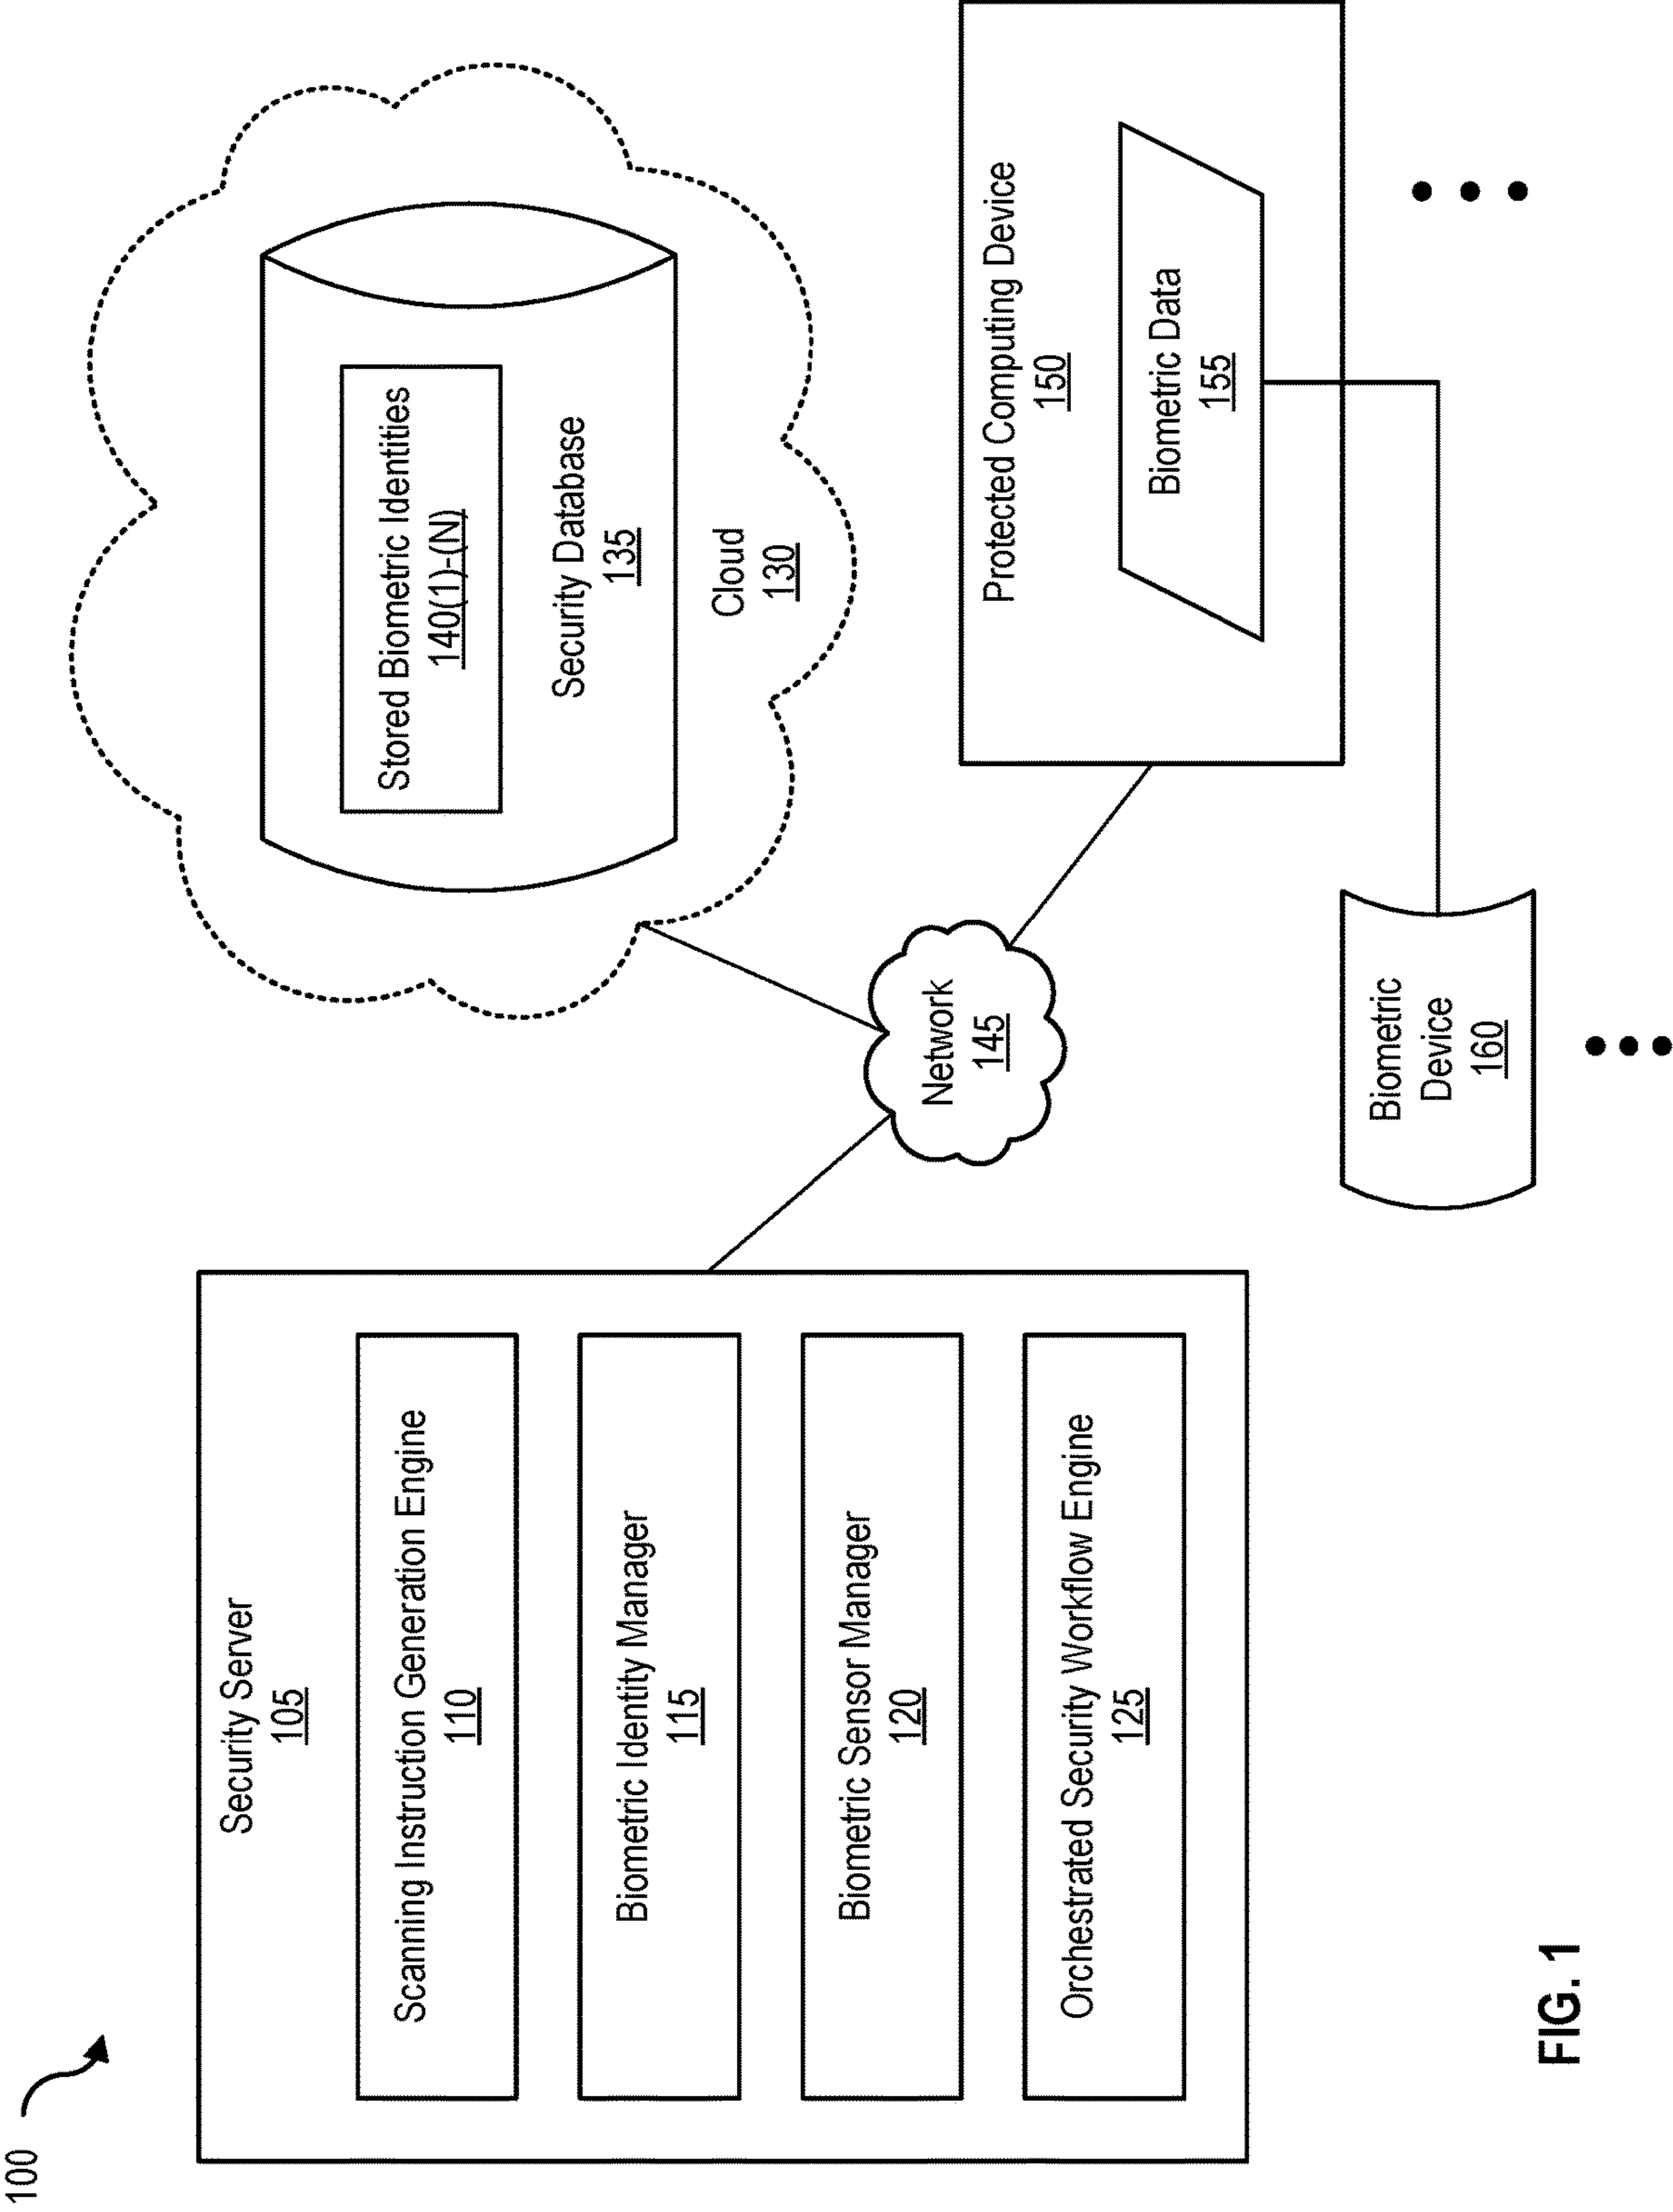 100
Security Server
105
Scanning Instruction Generation Engine
110
Biometric Identity Manager
115
Biometric Sensor Manager
120
Orchestrated Security Workflow Engine
125
Stored Biometric Identities
140(1)-(N)
Security Database
135
Cloud
130
Network
145
Protected Computing Device
150
Biometric Data
155
Biometric
Device
160
FIG. 1